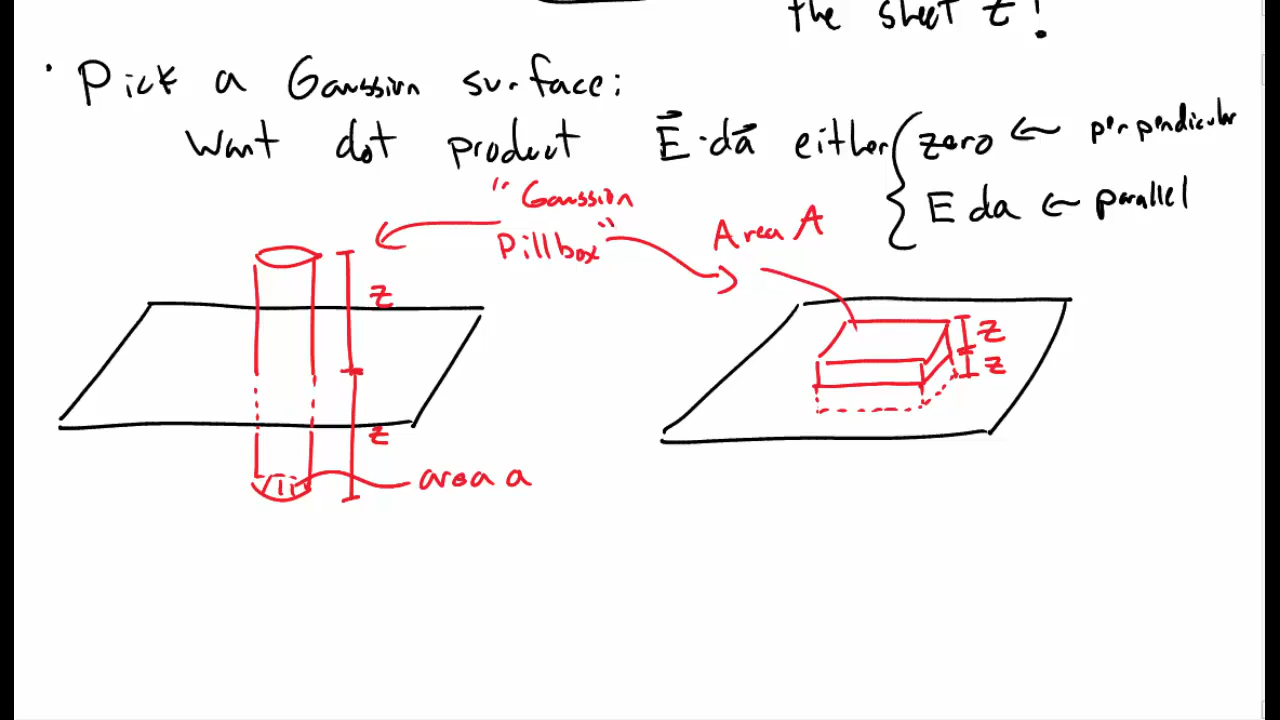 the sheet z!
· Pick a Gaussian surface:
Want dot product E⃗·da⃗ either { zero ← perpendicular
E da ← parallel
"Gaussian
Pillbox"
Area A
z
z
z
z
area a